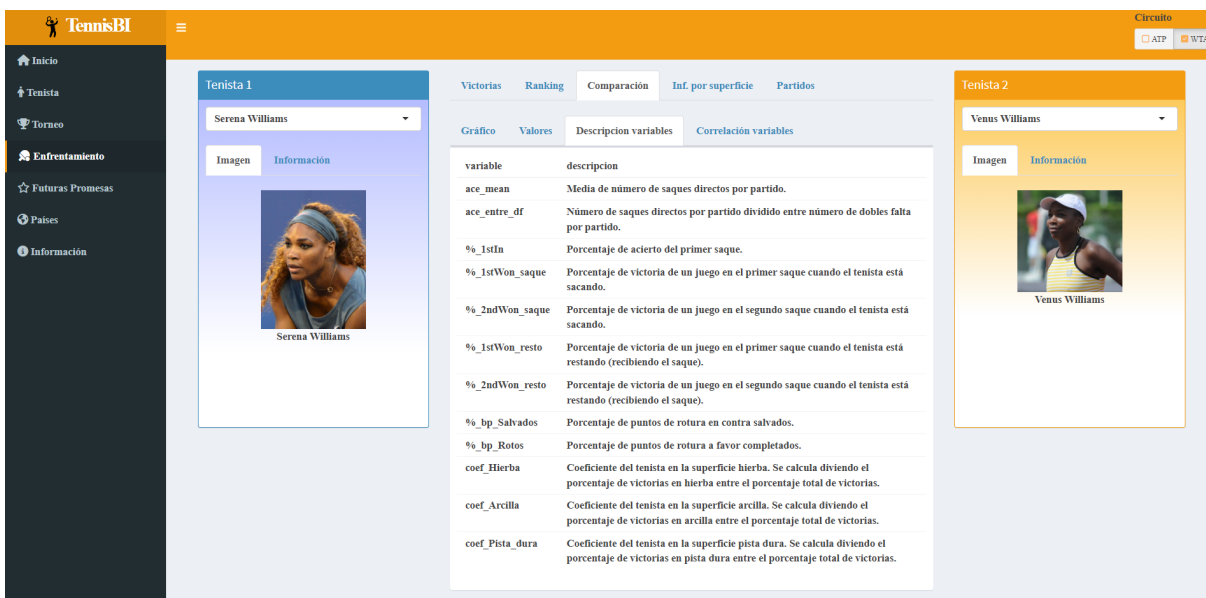 TennisBI
Circuito
ATP WTA
Inicio
Tenista
Torneo
Enfrentamiento
Futuras Promesas
Paises
Información
Tenista 1
Serena Williams
Imagen Información
Serena Williams
Victorias Ranking Comparación Inf. por superficie Partidos
Gráfico Valores Descripcion variables Correlación variables
variable descripcion
ace_mean Media de número de saques directos por partido.
ace_entre_df Número de saques directos por partido dividido entre número de dobles falta
por partido.
%_1stIn Porcentaje de acierto del primer saque.
%_1stWon_saque Porcentaje de victoria de un juego en el primer saque cuando el tenista está
sacando.
%_2ndWon_saque Porcentaje de victoria de un juego en el segundo saque cuando el tenista está
sacando.
%_1stWon_resto Porcentaje de victoria de un juego en el primer saque cuando el tenista está
restando (recibiendo el saque).
%_2ndWon_resto Porcentaje de victoria de un juego en el segundo saque cuando el tenista está
restando (recibiendo el saque).
%_bp_Salvados Porcentaje de puntos de rotura en contra salvados.
%_bp_Rotos Porcentaje de puntos de rotura a favor completados.
coef_Hierba Coeficiente del tenista en la superficie hierba. Se calcula diviendo el
porcentaje de victorias en hierba entre el porcentaje total de victorias.
coef_Arcilla Coeficiente del tenista en la superficie arcilla. Se calcula diviendo el
porcentaje de victorias en arcilla entre el porcentaje total de victorias.
coef_Pista_dura Coeficiente del tenista en la superficie pista dura. Se calcula diviendo el
porcentaje de victorias en pista dura entre el porcentaje total de victorias.
Tenista 2
Venus Williams
Imagen Información
Venus Williams